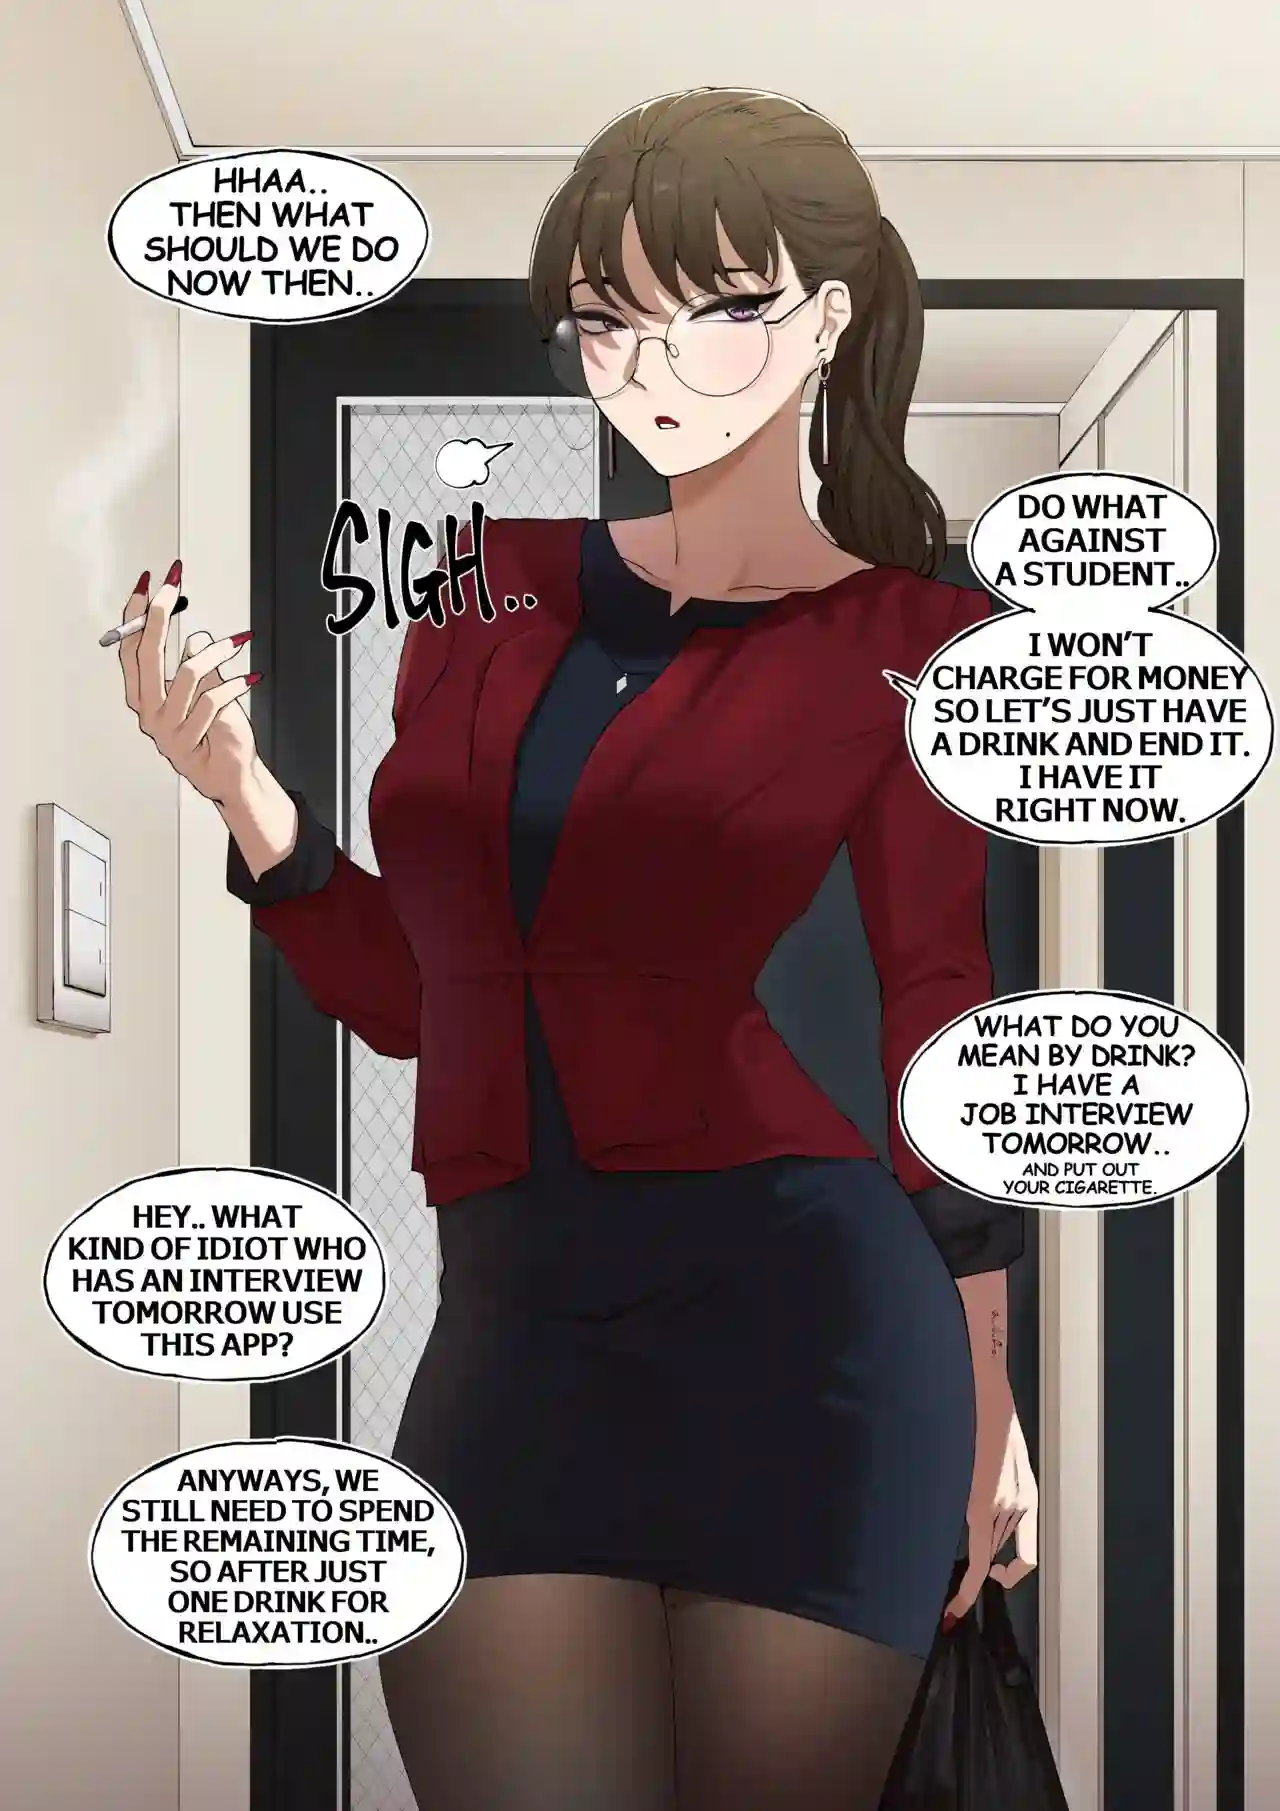 HHAA..
THEN WHAT
SHOULD WE DO
NOW THEN..
SIGH..
DO WHAT
AGAINST
A STUDENT..
I WON'T
CHARGE FOR MONEY
SO LET'S JUST HAVE
A DRINK AND END IT.
I HAVE IT
RIGHT NOW.
WHAT DO YOU
MEAN BY DRINK?
I HAVE A
JOB INTERVIEW
TOMORROW..
AND PUT OUT
YOUR CIGARETTE.
HEY.. WHAT
KIND OF IDIOT WHO
HAS AN INTERVIEW
TOMORROW USE
THIS APP?
ANYWAYS, WE
STILL NEED TO SPEND
THE REMAINING TIME,
SO AFTER JUST
ONE DRINK FOR
RELAXATION..